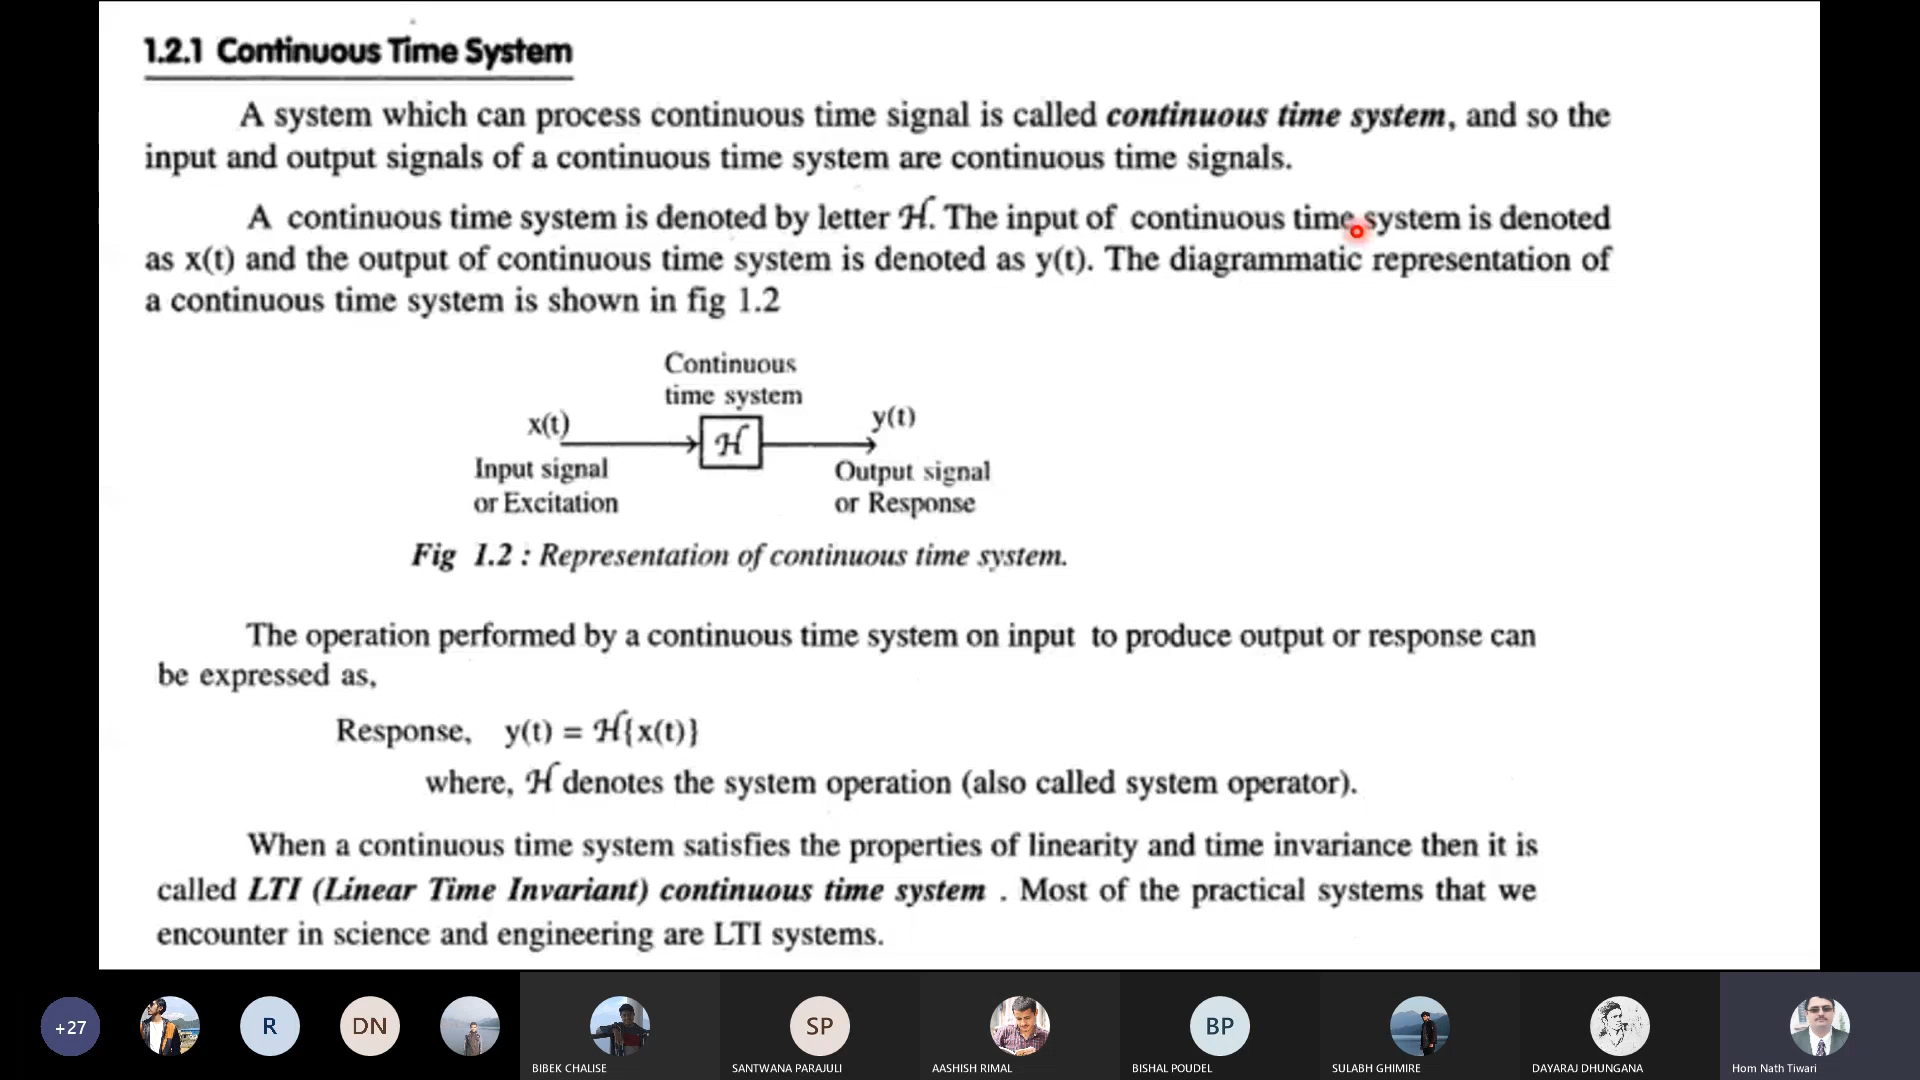 1.2.1 Continuous Time System
A system which can process continuous time signal is called continuous time system, and so the
input and output signals of a continuous time system are continuous time signals.
A continuous time system is denoted by letter ℋ. The input of continuous time system is denoted
as x(t) and the output of continuous time system is denoted as y(t). The diagrammatic representation of
a continuous time system is shown in fig 1.2
Continuous
time system
x(t)
ℋ
y(t)
Input signal
or Excitation
Output signal
or Response
Fig 1.2 : Representation of continuous time system.
The operation performed by a continuous time system on input to produce output or response can
be expressed as,
Response, y(t) = ℋ{x(t)}
where, ℋ denotes the system operation (also called system operator).
When a continuous time system satisfies the properties of linearity and time invariance then it is
called LTI (Linear Time Invariant) continuous time system . Most of the practical systems that we
encounter in science and engineering are LTI systems.
+27
R
DN
SP
BP
BIBEK CHALISE
SANTWANA PARAJULI
AASHISH RIMAL
BISHAL POUDEL
SULABH GHIMIRE
DAYARAJ DHUNGANA
Hom Nath Tiwari